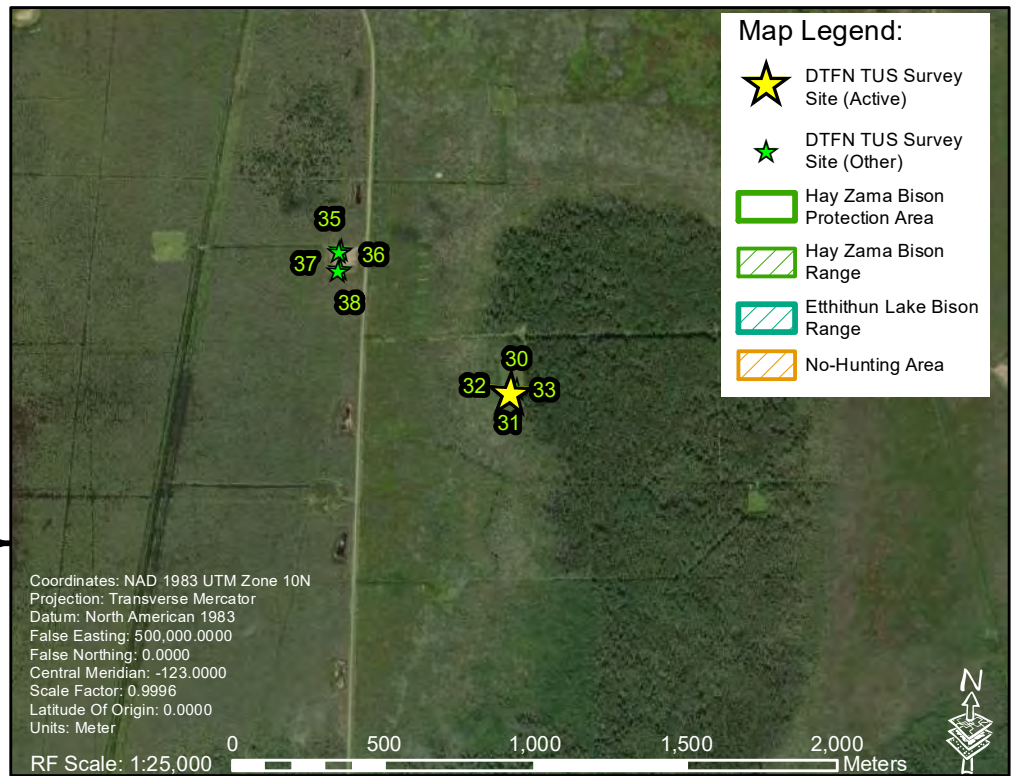 Map Legend:
DTFN TUS Survey
Site (Active)
DTFN TUS Survey
Site (Other)
Hay Zama Bison
Protection Area
Hay Zama Bison
Range
Etthithun Lake Bison
Range
No-Hunting Area
35
36
37
38
30
32
33
31
Coordinates: NAD 1983 UTM Zone 10N
Projection: Transverse Mercator
Datum: North American 1983
False Easting: 500,000.0000
False Northing: 0.0000
Central Meridian: -123.0000
Scale Factor: 0.9996
Latitude Of Origin: 0.0000
Units: Meter
RF Scale: 1:25,000
0 500 1,000 1,500 2,000
Meters
N